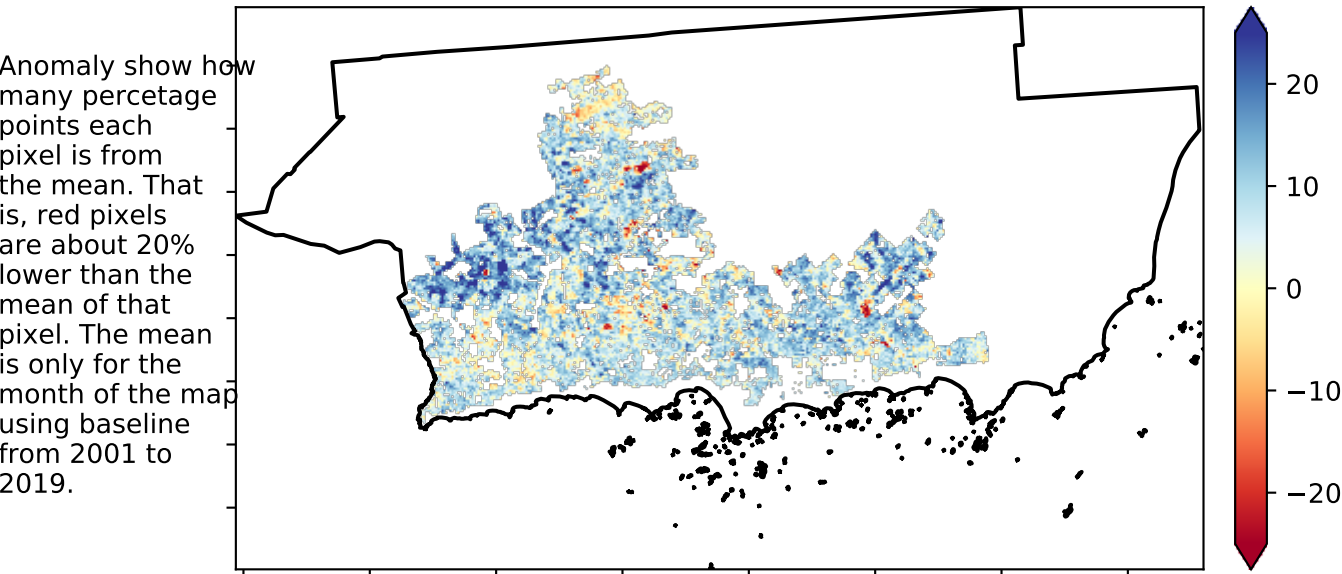 Anomaly show how
many percetage
points each
pixel is from
the mean. That
is, red pixels
are about 20%
lower than the
mean of that
pixel. The mean
is only for the
month of the map
using baseline
from 2001 to
2019.
20
10
0
−10
−20